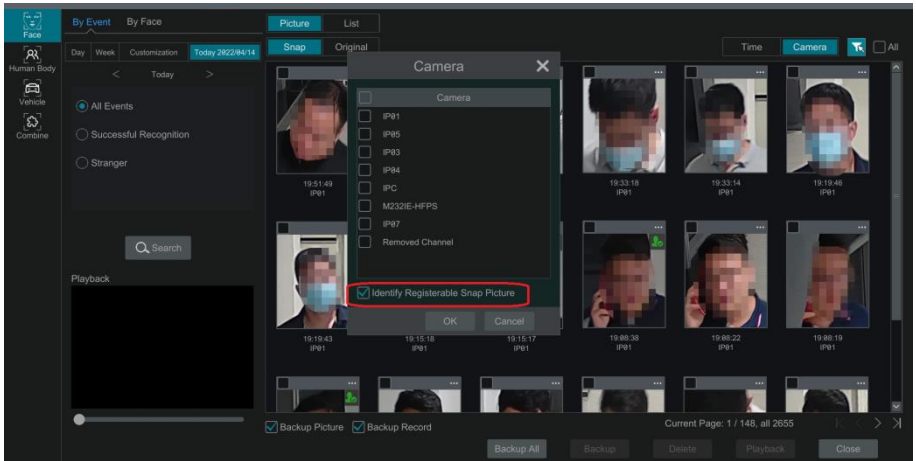 Face
Human Body
Vehicle
Combine
By Event By Face
Day Week Customization Today 2022/04/14
< Today >
All Events
Successful Recognition
Stranger
Search
Playback
Picture List
Snap Original
Time Camera All
Camera
Camera
IP01
IP05
IP03
IP04
IPC
M232IE-HFPS
IP07
Removed Channel
Identify Registerable Snap Picture
OK Cancel
19:51:49
IP01
19:33:18
IP01
19:33:14
IP01
19:19:46
IP01
19:19:43
IP01
19:15:18
IP01
19:15:17
IP01
19:08:38
IP01
19:08:22
IP01
19:08:19
IP01
Backup Picture Backup Record
Current Page: 1 / 148, all 2655
Backup All Backup Delete Playback Close